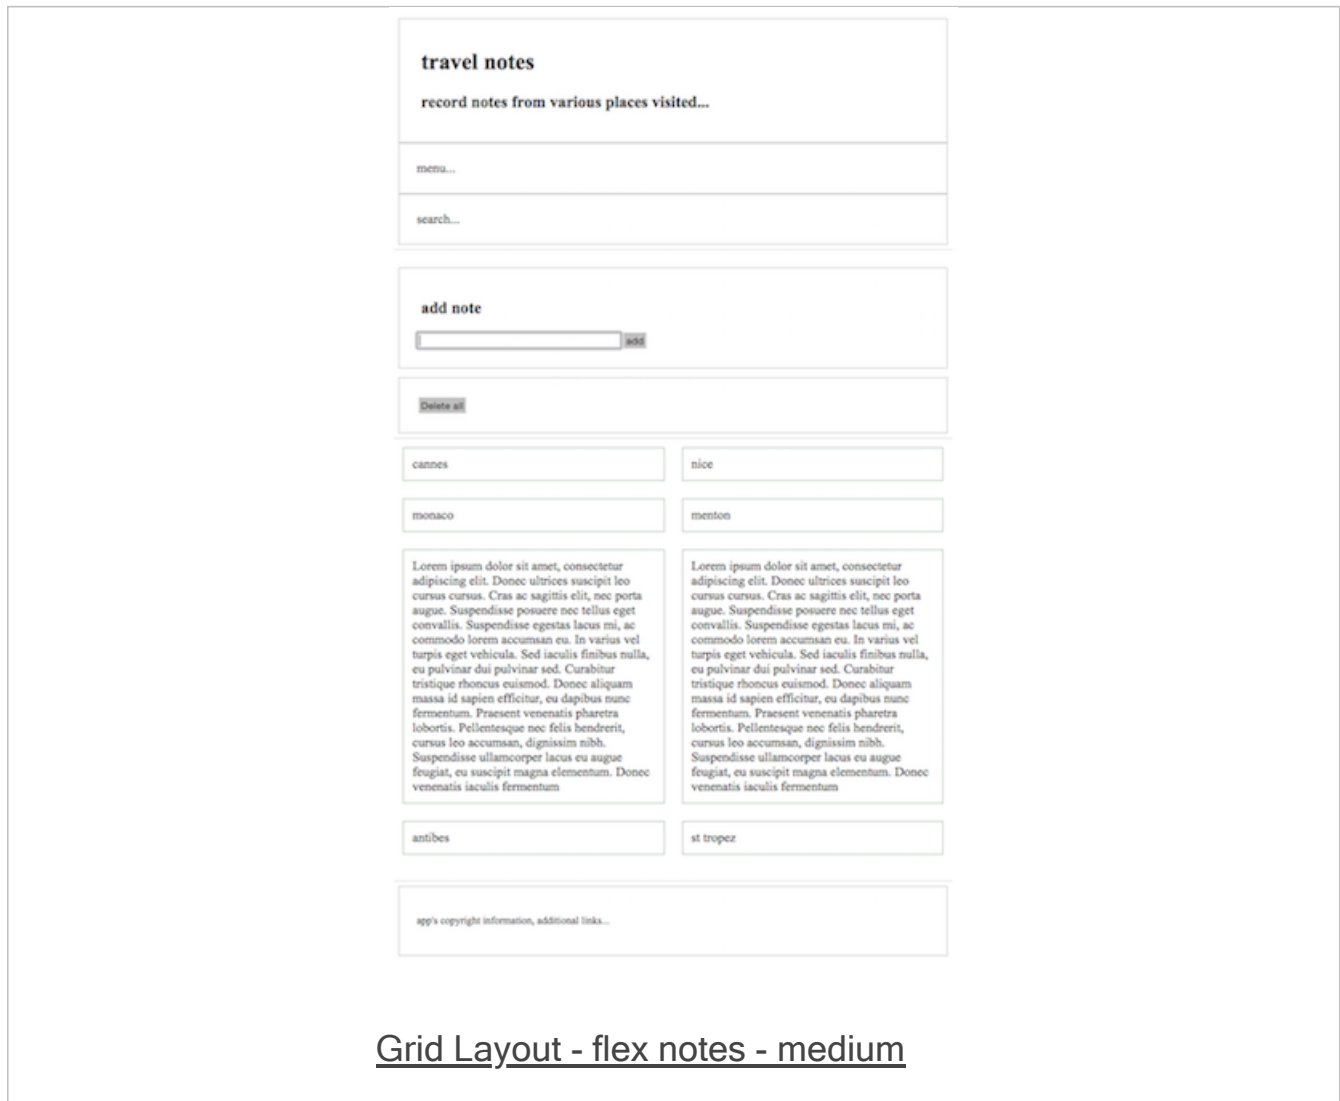 travel notes
record notes from various places visited...
menu...
search...
add note
add
Delete all
cannes
nice
monaco
menton
Lorem ipsum dolor sit amet, consectetur
adipiscing elit. Donec ultrices suscipit leo
cursus cursus. Cras ac sagittis elit, nec porta
augue. Suspendisse posuere nec tellus eget
convallis. Suspendisse egestas lacus mi, ac
commodo lorem accumsan eu. In varius vel
turpis eget vehicula. Sed iaculis finibus nulla,
eu pulvinar dui pulvinar sed. Curabitur
tristique rhoncus euismod. Donec aliquam
massa id sapien efficitur, eu dapibus nunc
fermentum. Praesent venenatis pharetra
lobortis. Pellentesque nec felis hendrerit,
cursus leo accumsan, dignissim nibh.
Suspendisse ullamcorper lacus eu augue
feugiat, eu suscipit magna elementum. Donec
venenatis iaculis fermentum
Lorem ipsum dolor sit amet, consectetur
adipiscing elit. Donec ultrices suscipit leo
cursus cursus. Cras ac sagittis elit, nec porta
augue. Suspendisse posuere nec tellus eget
convallis. Suspendisse egestas lacus mi, ac
commodo lorem accumsan eu. In varius vel
turpis eget vehicula. Sed iaculis finibus nulla,
eu pulvinar dui pulvinar sed. Curabitur
tristique rhoncus euismod. Donec aliquam
massa id sapien efficitur, eu dapibus nunc
fermentum. Praesent venenatis pharetra
lobortis. Pellentesque nec felis hendrerit,
cursus leo accumsan, dignissim nibh.
Suspendisse ullamcorper lacus eu augue
feugiat, eu suscipit magna elementum. Donec
venenatis iaculis fermentum
antibes
st tropez
app's copyright information, additional links...
Grid Layout - flex notes - medium